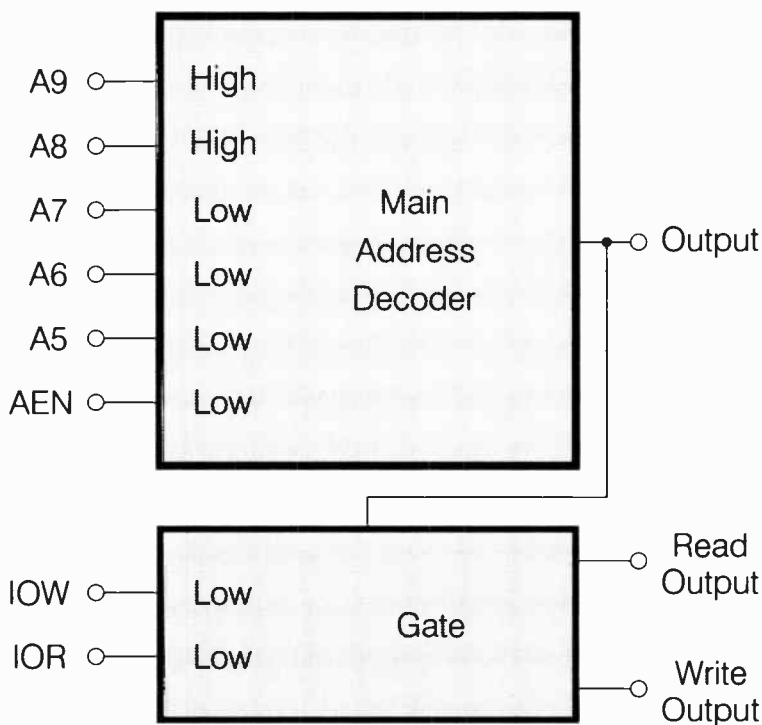 A9 High
A8 High
A7 Low
Main
Address
Decoder
Output
A6 Low
A5 Low
AEN Low
IOW Low
IOR Low
Gate
Read
Output
Write
Output